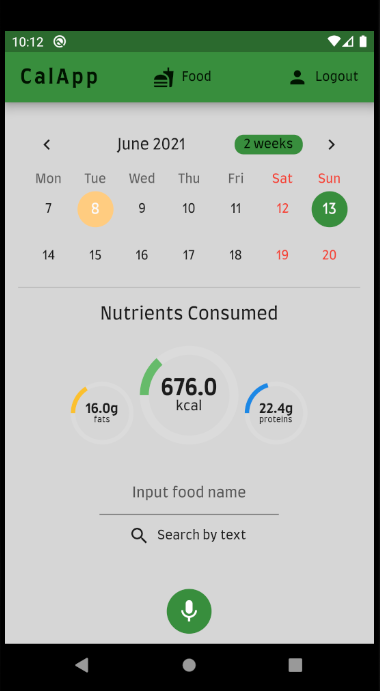 10:12
CalApp Food Logout
June 2021 2 weeks
Mon Tue Wed Thu Fri Sat Sun
7 8 9 10 11 12 13
14 15 16 17 18 19 20
Nutrients Consumed
676.0
kcal
16.0g
fats
22.4g
proteins
Input food name
Search by text